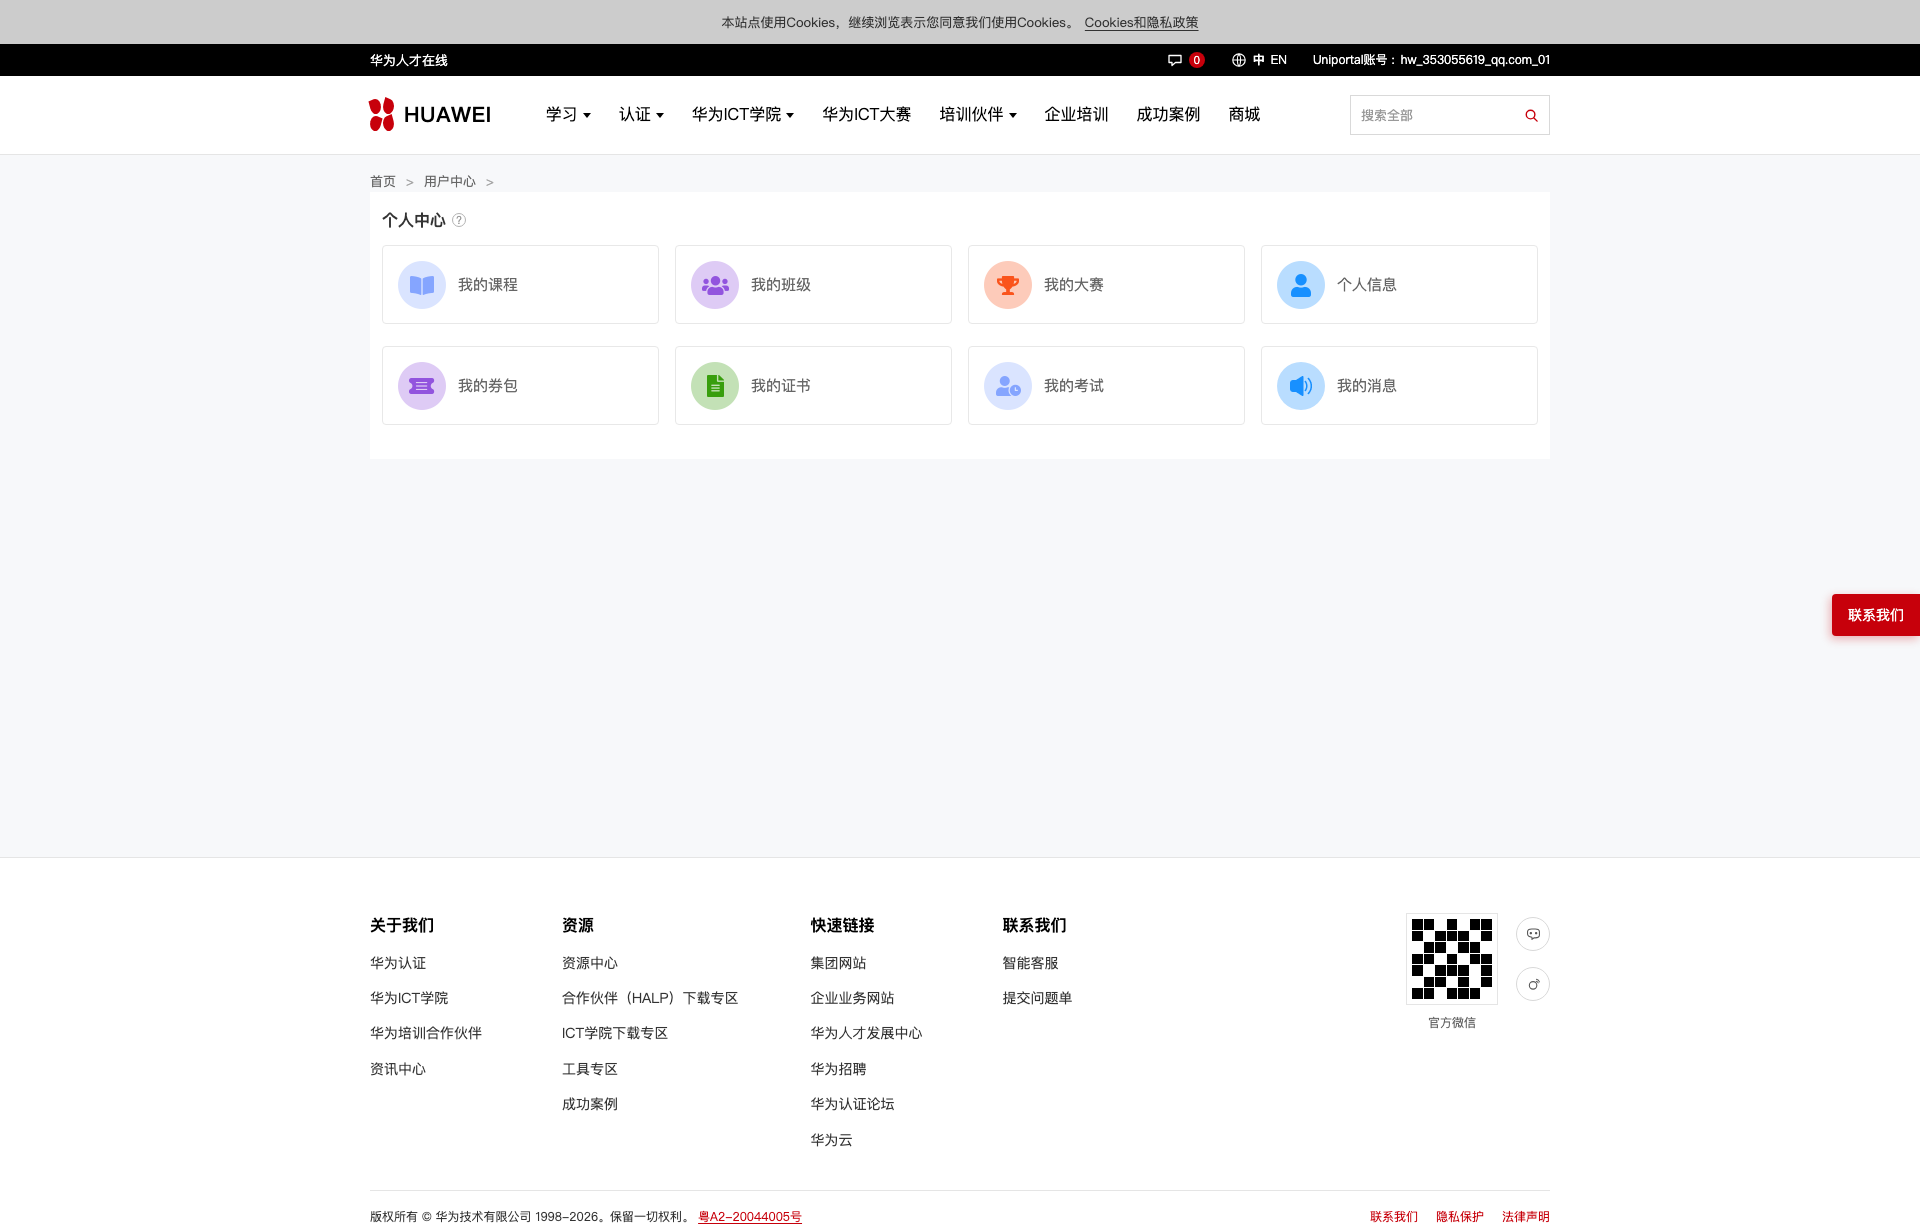 本站点使用Cookies，继续浏览表示您同意我们使用Cookies。 Cookies和隐私政策
华为人才在线 0 中 EN Uniportal账号： hw_353055619_qq.com_01
HUAWEI 学习 认证 华为ICT学院 华为ICT大赛 培训伙伴 企业培训 成功案例 商城 搜索全部
首页 > 用户中心 >
个人中心 ?
我的课程 我的班级 我的大赛 个人信息
我的券包 我的证书 我的考试 我的消息
联系我们
关于我们
华为认证
华为ICT学院
华为培训合作伙伴
资讯中心
资源
资源中心
合作伙伴（HALP）下载专区
ICT学院下载专区
工具专区
成功案例
快速链接
集团网站
企业业务网站
华为人才发展中心
华为招聘
华为认证论坛
华为云
联系我们
智能客服
提交问题单
官方微信
版权所有 © 华为技术有限公司 1998-2026。保留一切权利。 粤A2-20044005号
联系我们 隐私保护 法律声明